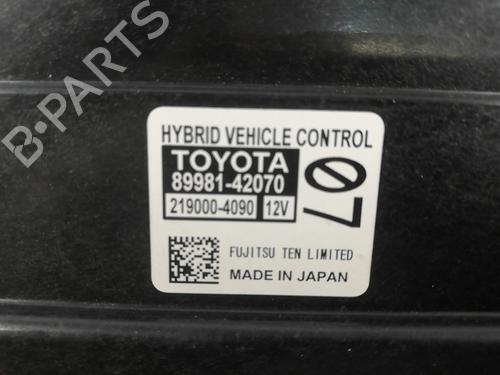 B-PARTS
HYBRID VEHICLE CONTROL
TOYOTA
89981-42070
219000-4090 12V
07
FUJITSU TEN LIMITED
MADE IN JAPAN